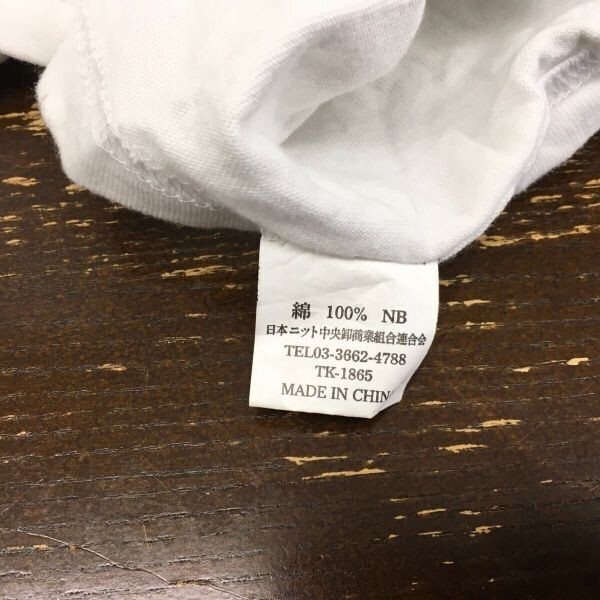 綿 100% NB
日本ニット中央卸商業組合連合会
TEL03-3662-4788
TK-1865
MADE IN CHIN